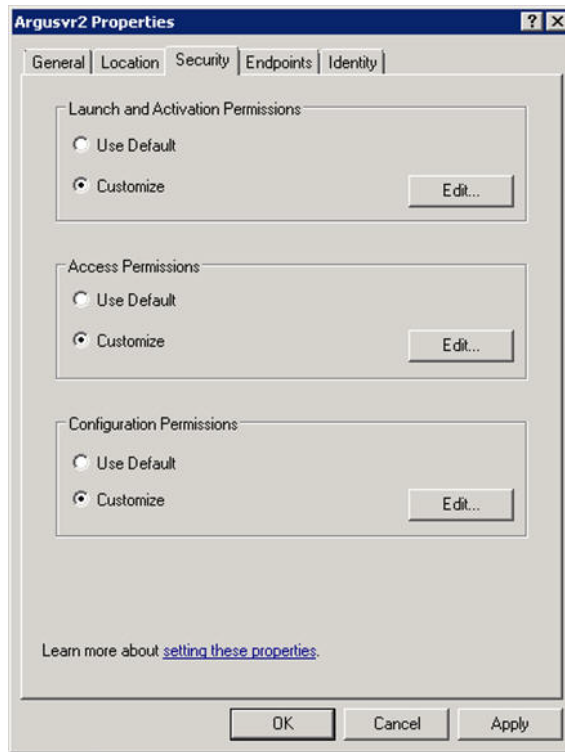 Argusvr2 Properties
General Location Security Endpoints Identity
Launch and Activation Permissions
Use Default
Customize
Edit...
Access Permissions
Use Default
Customize
Edit...
Configuration Permissions
Use Default
Customize
Edit...
Learn more about setting these properties.
OK Cancel Apply